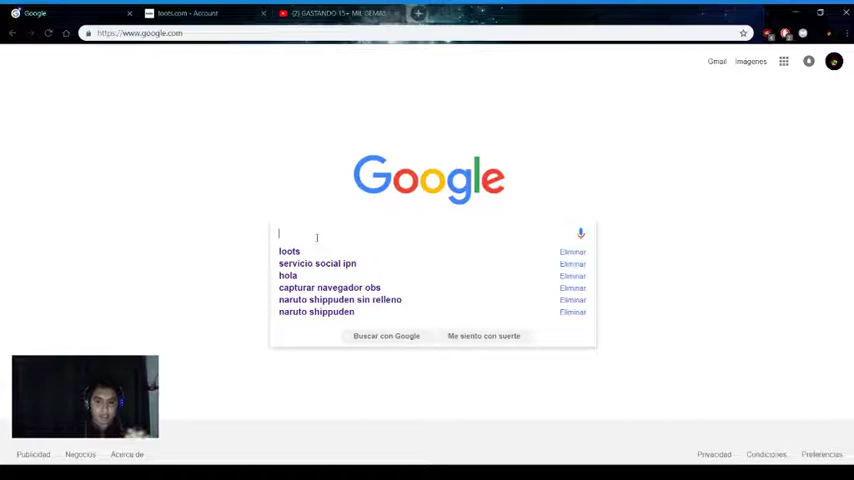 Google
loots.com - Account
(2) GASTANDO 15+ MIL GEMAS
https://www.google.com
Gmail
Imágenes
Google
loots
Eliminar
servicio social ipn
Eliminar
hola
Eliminar
capturar navegador obs
Eliminar
naruto shippuden sin relleno
Eliminar
naruto shippuden
Eliminar
Buscar con Google
Me siento con suerte
Publicidad
Negocios
Acerca de
Privacidad
Condiciones
Preferencias